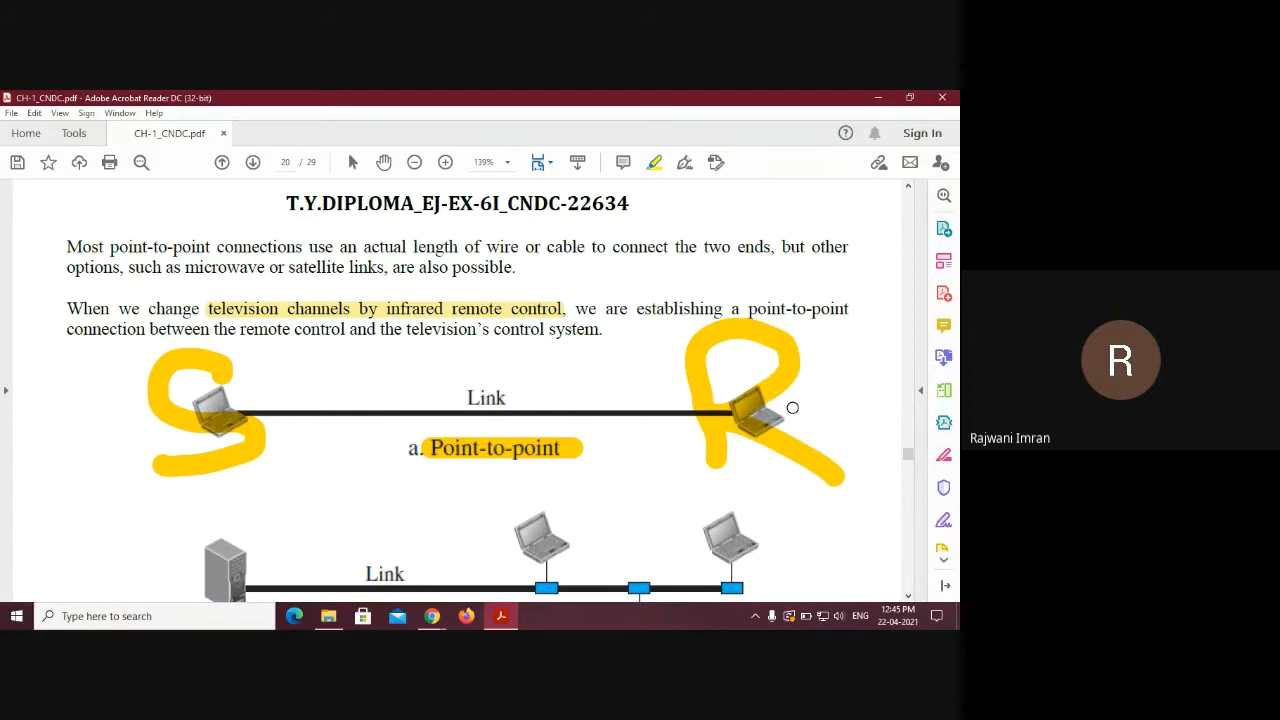 CH-1_CNDC.pdf - Adobe Acrobat Reader DC (32-bit)
File Edit View Sign Window Help
Home Tools CH-1_CNDC.pdf × Sign In
20 / 29 139%
T.Y.DIPLOMA_EJ-EX-6I_CNDC-22634
Most point-to-point connections use an actual length of wire or cable to connect the two ends, but other
options, such as microwave or satellite links, are also possible.
When we change television channels by infrared remote control, we are establishing a point-to-point
connection between the remote control and the television's control system.
S R
Link
a. Point-to-point
Link
R
Rajwani Imran
Type here to search
ENG
12:45 PM
22-04-2021